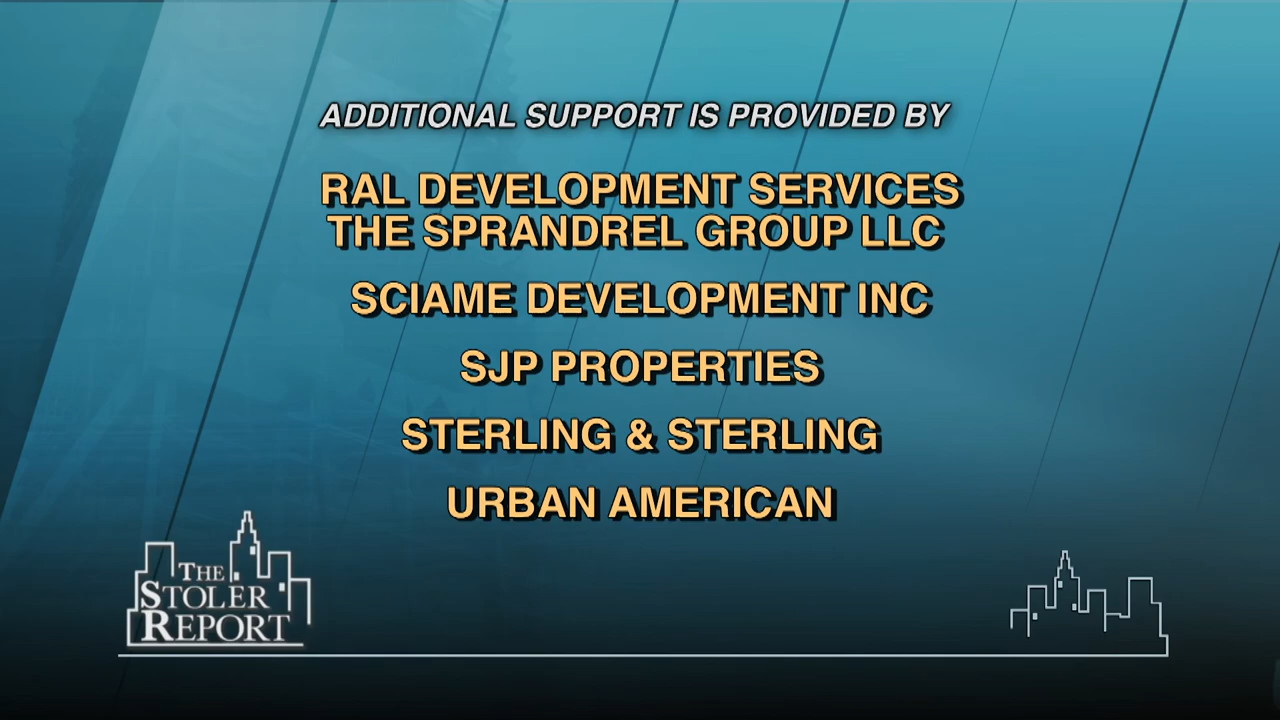 ADDITIONAL SUPPORT IS PROVIDED BY
RAL DEVELOPMENT SERVICES
THE SPRANDREL GROUP LLC
SCIAME DEVELOPMENT INC
SJP PROPERTIES
STERLING & STERLING
URBAN AMERICAN
THE
STOLER
REPORT